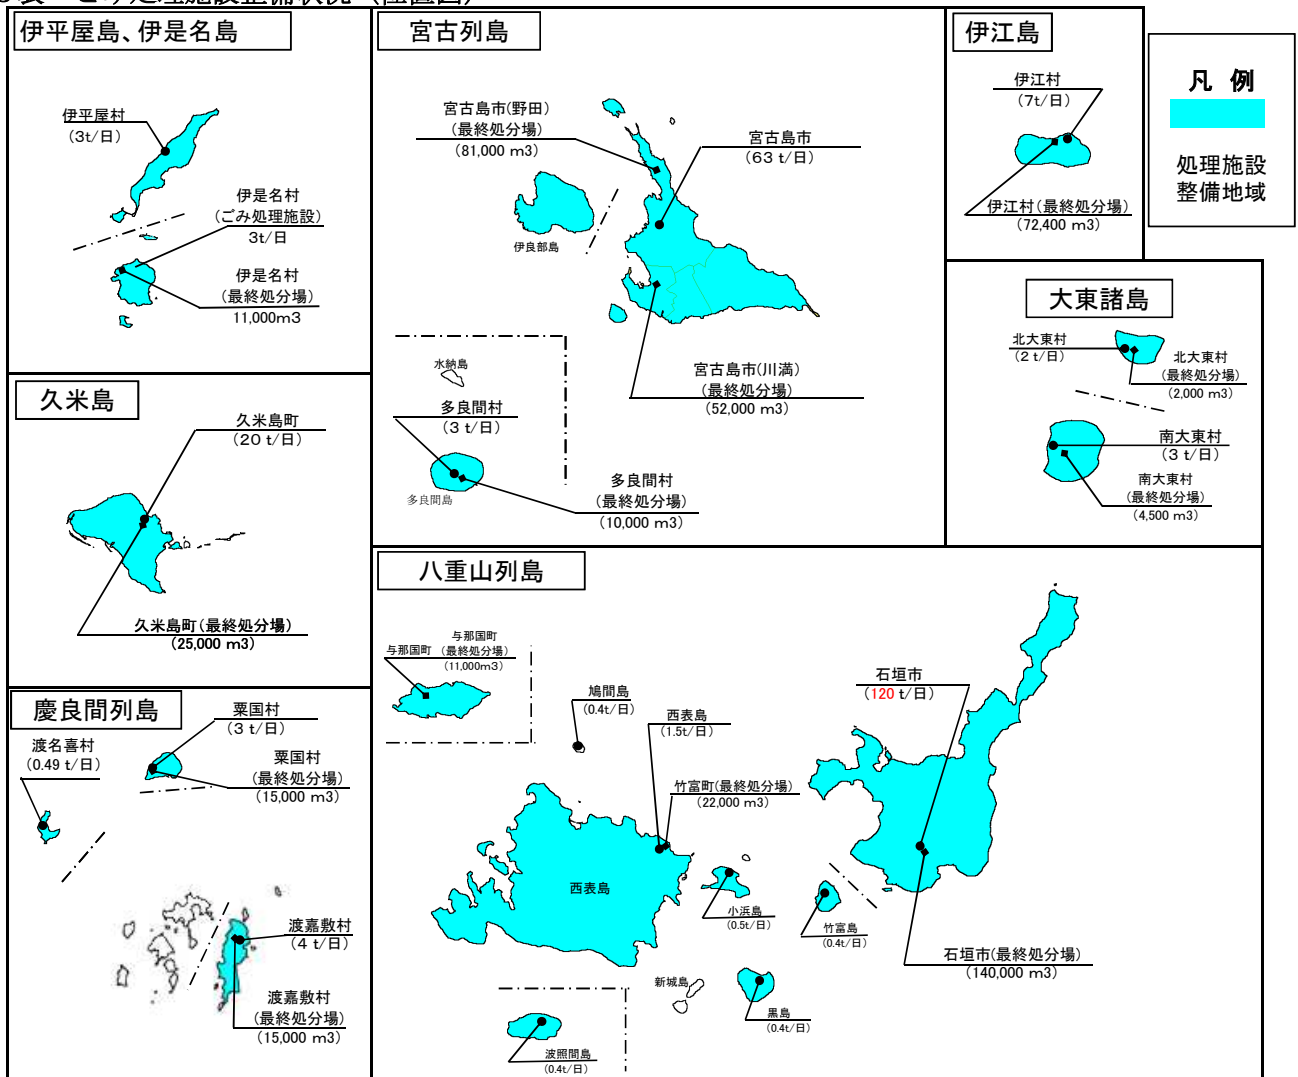 ごみ処理施設整備状況 (位置図)
伊平屋島、伊是名島
伊平屋村
(3t/日)
伊是名村
(ごみ処理施設)
3t/日
伊是名村
(最終処分場)
11,000m3
宮古列島
宮古島市(野田)
(最終処分場)
(81,000 m3)
宮古島市
(63 t/日)
伊良部島
宮古島市(川満)
(最終処分場)
(52,000 m3)
水納島
多良間村
(3 t/日)
多良間島
多良間村
(最終処分場)
(10,000 m3)
伊江島
伊江村
(7t/日)
伊江村(最終処分場)
(72,400 m3)
凡 例
処理施設
整備地域
大東諸島
北大東村
(2 t/日)
北大東村
(最終処分場)
(2,000 m3)
南大東村
(3 t/日)
南大東村
(最終処分場)
(4,500 m3)
久米島
久米島町
(20 t/日)
久米島町(最終処分場)
(25,000 m3)
慶良間列島
粟国村
(3 t/日)
渡名喜村
(0.49 t/日)
粟国村
(最終処分場)
(15,000 m3)
渡嘉敷村
(4 t/日)
渡嘉敷村
(最終処分場)
(15,000 m3)
八重山列島
与那国町
与那国町
(最終処分場)
(11,000m3)
鳩間島
(0.4t/日)
西表島
(1.5t/日)
竹富町(最終処分場)
(22,000 m3)
石垣市
(120 t/日)
西表島
小浜島
(0.5t/日)
竹富島
(0.4t/日)
石垣市(最終処分場)
(140,000 m3)
新城島
黒島
(0.4t/日)
波照間島
(0.4t/日)